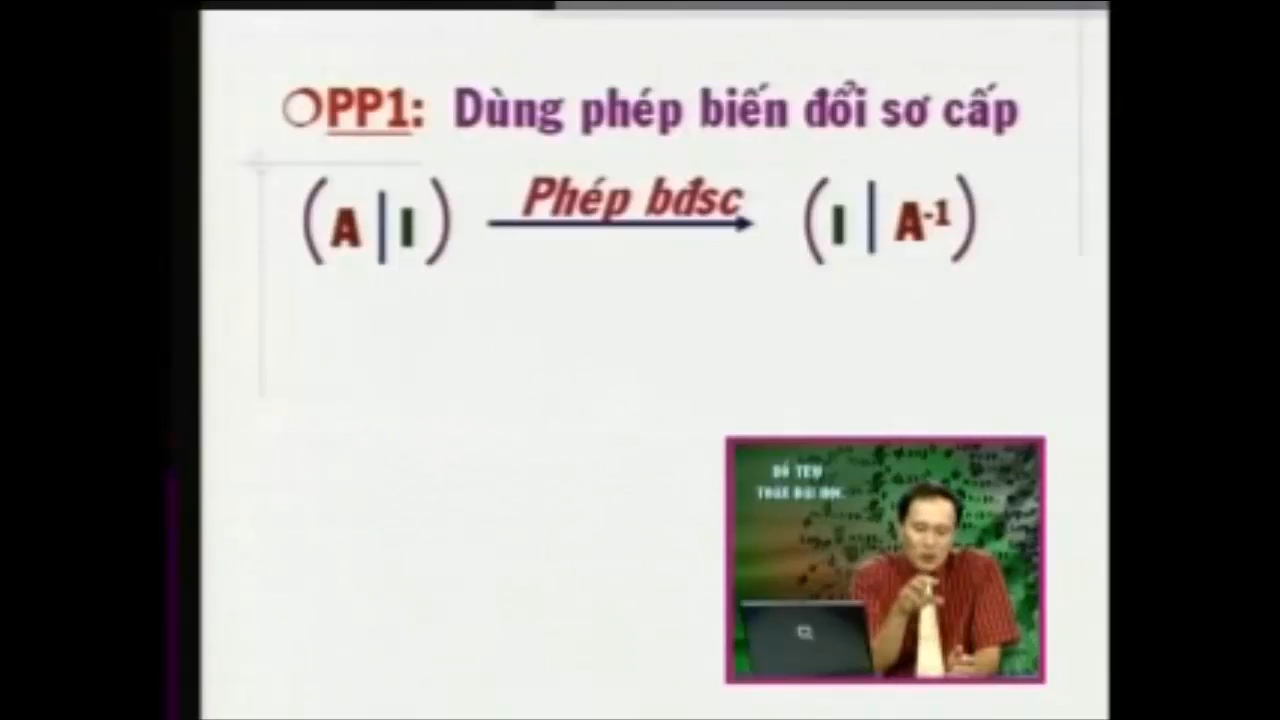 PP1: Dùng phép biến đổi sơ cấp
(A | I) Phép bđsc (I | A⁻¹)